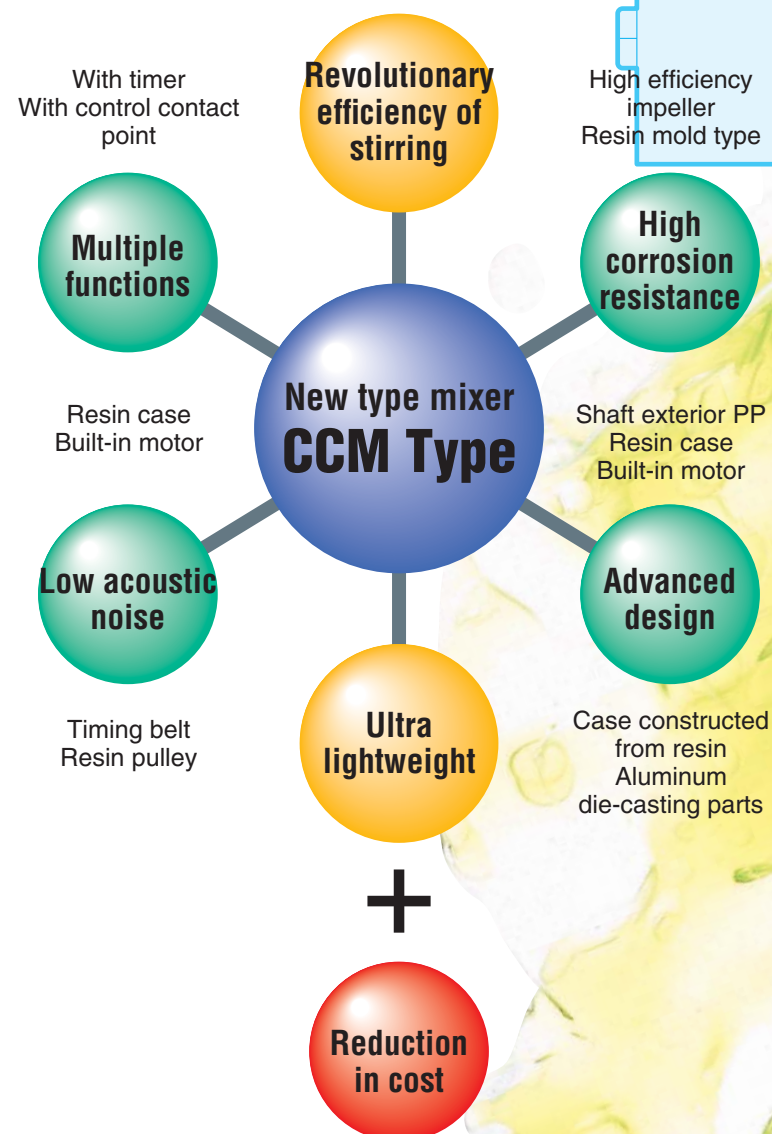 With timer
With control contact
point
Revolutionary
efficiency of
stirring
High efficiency
impeller
Resin mold type
Multiple
functions
High
corrosion
resistance
New type mixer
CCM Type
Resin case
Built-in motor
Shaft exterior PP
Resin case
Built-in motor
Low acoustic
noise
Advanced
design
Timing belt
Resin pulley
Ultra
lightweight
Case constructed
from resin
Aluminum
die-casting parts
+
Reduction
in cost